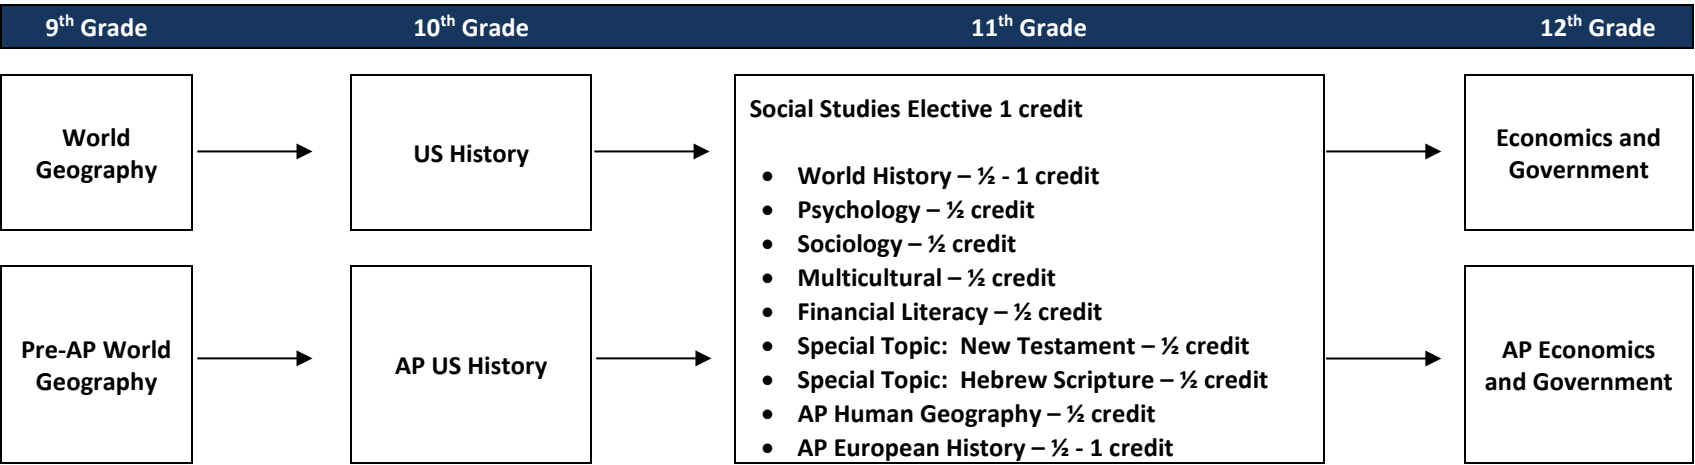 9th Grade
10th Grade
11th Grade
12th Grade
World
Geography
US History
Social Studies Elective 1 credit
• World History – ½ - 1 credit
• Psychology – ½ credit
• Sociology – ½ credit
• Multicultural – ½ credit
• Financial Literacy – ½ credit
• Special Topic: New Testament – ½ credit
• Special Topic: Hebrew Scripture – ½ credit
• AP Human Geography – ½ credit
• AP European History – ½ - 1 credit
Economics and
Government
Pre-AP World
Geography
AP US History
AP Economics
and Government